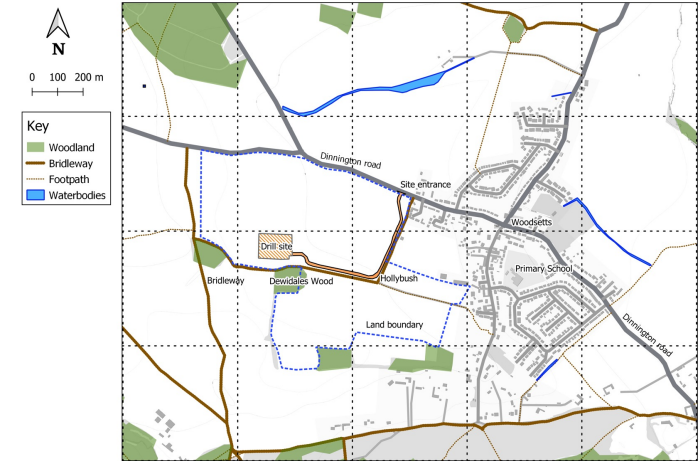 N
0 100 200 m
Key
Woodland
Bridleway
Footpath
Waterbodies
Dinnington road
Site entrance
Woodsetts
Drill site
Primary School
Bridleway
Dewidales Wood
Hollybush
Land boundary
Dinnington road